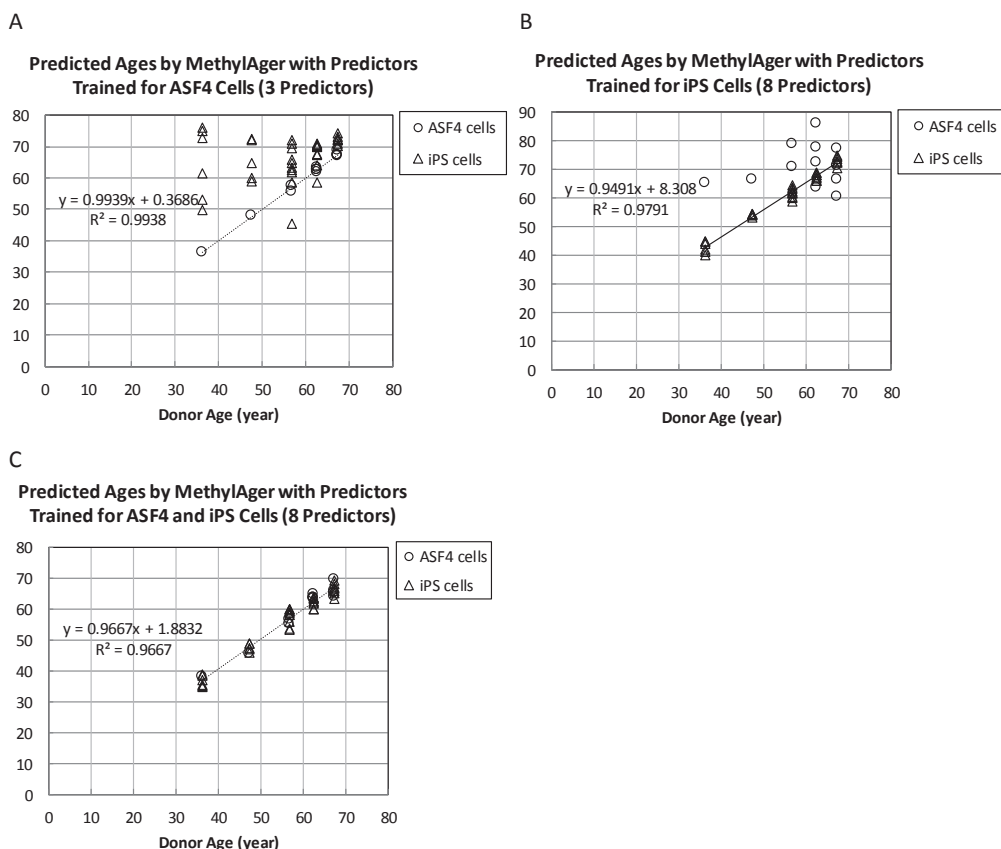 A
Predicted Ages by MethylAger with Predictors
Trained for ASF4 Cells (3 Predictors)
80
70
60
50
40
30
20
10
0
y = 0.9939x + 0.3686
R² = 0.9938
0 10 20 30 40 50 60 70 80
Donor Age (year)
ASF4 cells
iPS cells
B
Predicted Ages by MethylAger with Predictors
Trained for iPS Cells (8 Predictors)
90
80
70
60
50
40
30
20
10
0
y = 0.9491x + 8.308
R² = 0.9791
0 10 20 30 40 50 60 70 80
Donor Age (year)
ASF4 cells
iPS cells
C
Predicted Ages by MethylAger with Predictors
Trained for ASF4 and iPS Cells (8 Predictors)
80
70
60
50
40
30
20
10
0
y = 0.9667x + 1.8832
R² = 0.9667
0 10 20 30 40 50 60 70 80
Donor Age (year)
ASF4 cells
iPS cells